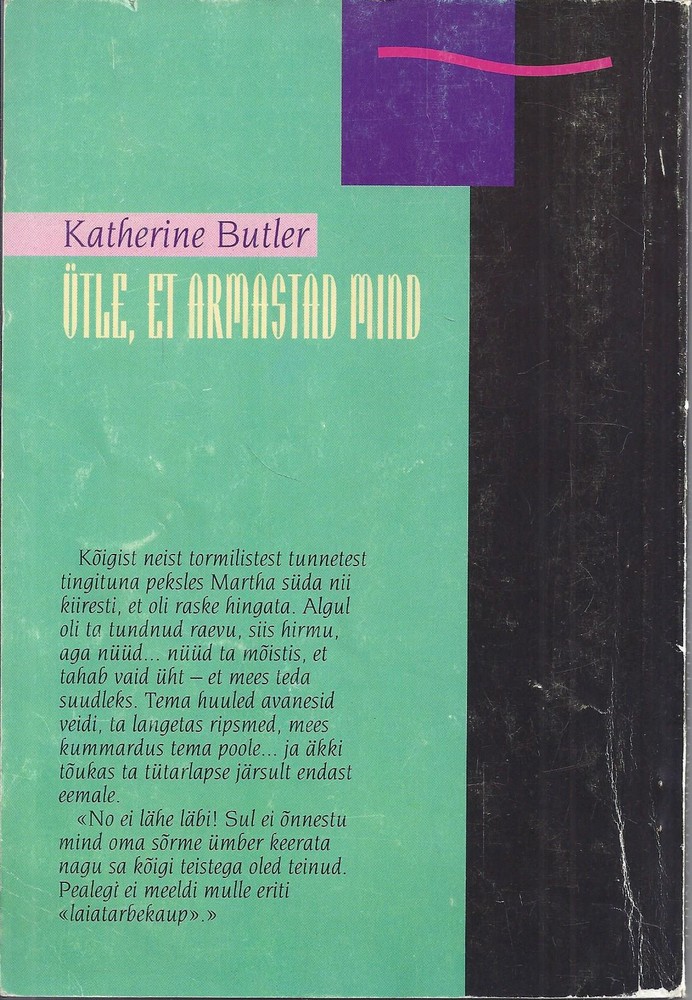 Katherine Butler
ÜTLE, ET ARMASTAD MIND
Kõigist neist tormilistest tunnetest
tingituna peksles Martha süda nii
kiiresti, et oli raske hingata. Algul
oli ta tundnud raevu, siis hirmu,
aga nüüd... nüüd ta mõistis, et
tahab vaid üht – et mees teda
suudleks. Tema huuled avanesid
veidi, ta langetas ripsmed, mees
kummardus tema poole... ja äkki
tõukas ta tütarlapse järsult endast
eemale.
«No ei lähe läbi! Sul ei õnnestu
mind oma sõrme ümber keerata
nagu sa kõigi teistega oled teinud.
Pealegi ei meeldi mulle eriti
«laiatarbekaup».»